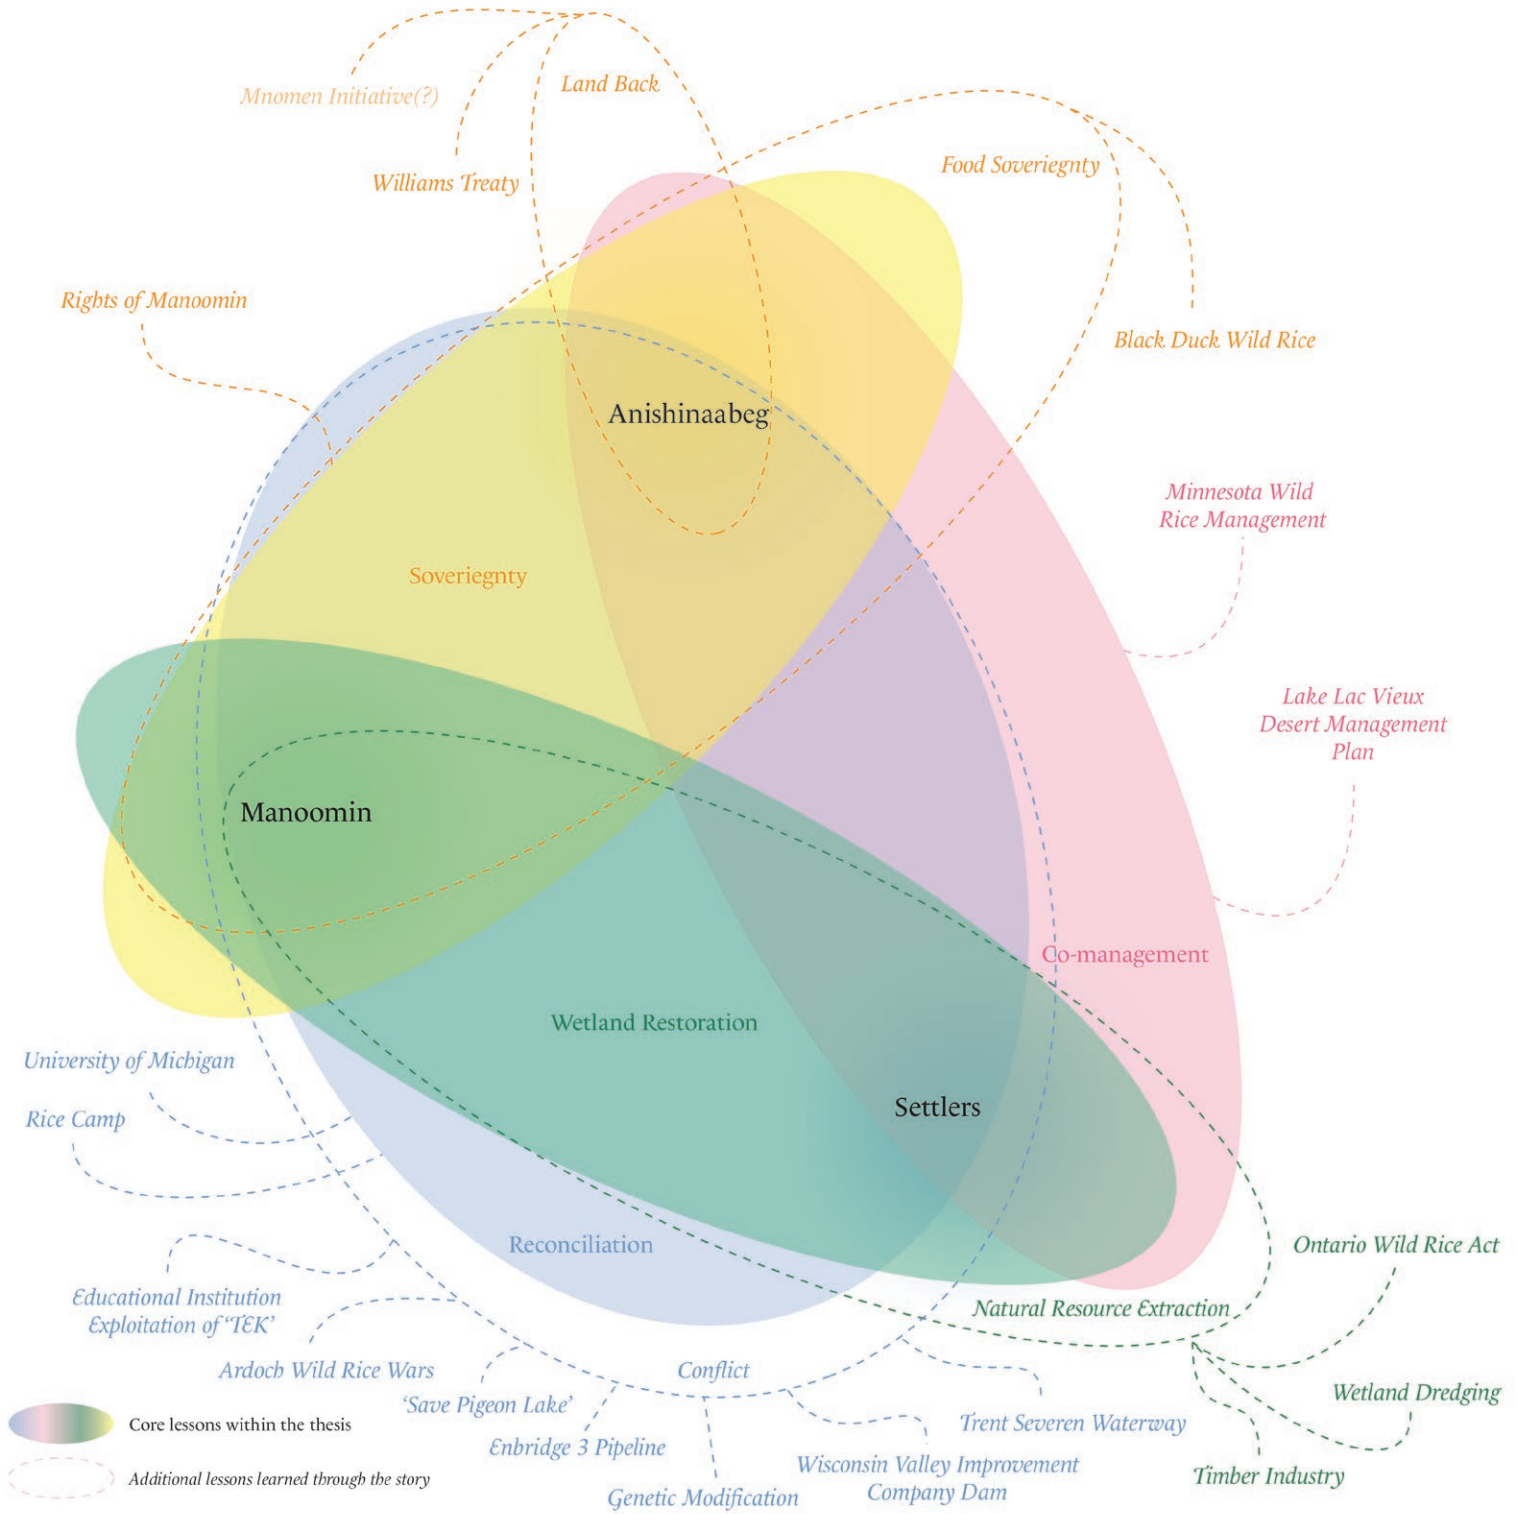 Land Back
Mnomen Initiative(?)
Food Soveriegnty
Williams Treaty
Rights of Manoomin
Black Duck Wild Rice
Anishinaabeg
Minnesota Wild
Rice Management
Soveriegnty
Lake Lac Vieux
Desert Management
Plan
Manoomin
Co-management
Wetland Restoration
University of Michigan
Settlers
Rice Camp
Reconciliation
Ontario Wild Rice Act
Educational Institution
Exploitation of ‘TEK’
Natural Resource Extraction
Ardoch Wild Rice Wars
Conflict
Wetland Dredging
‘Save Pigeon Lake’
Trent Severen Waterway
Core lessons within the thesis
Enbridge 3 Pipeline
Wisconsin Valley Improvement
Company Dam
Timber Industry
Additional lessons learned through the story
Genetic Modification